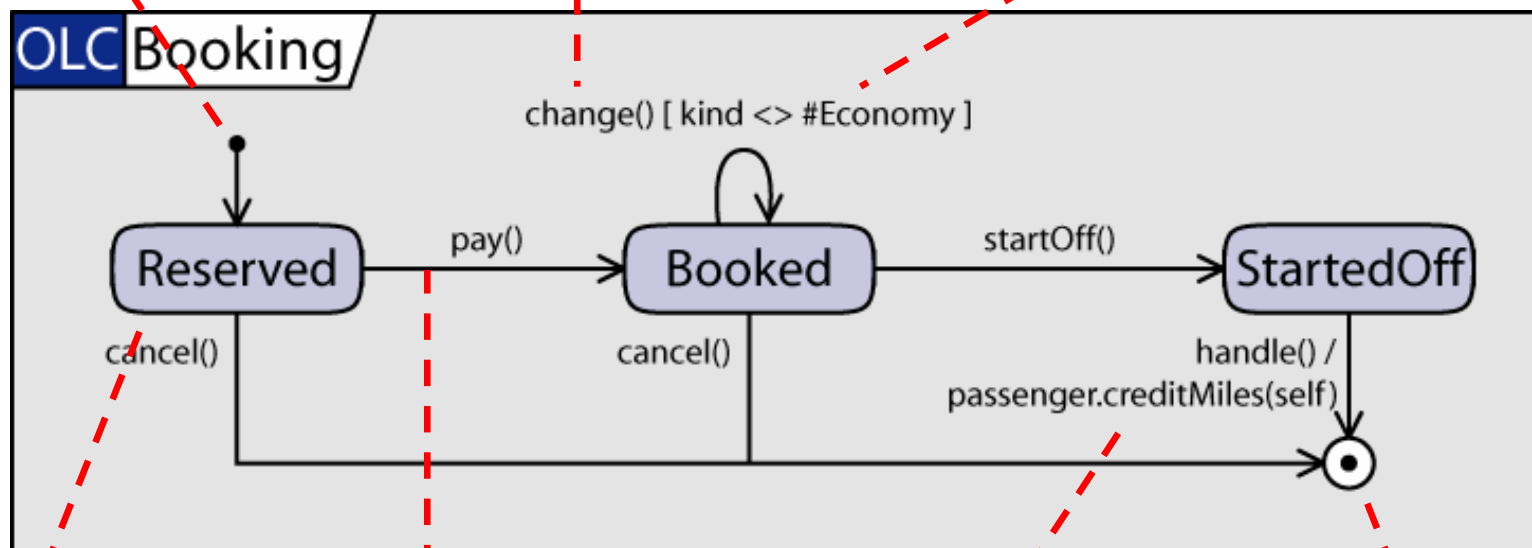 OLC Booking
change() [ kind <> #Economy ]
pay()
startOff()
Reserved
Booked
StartedOff
cancel()
cancel()
handle() /
passenger.creditMiles(self)